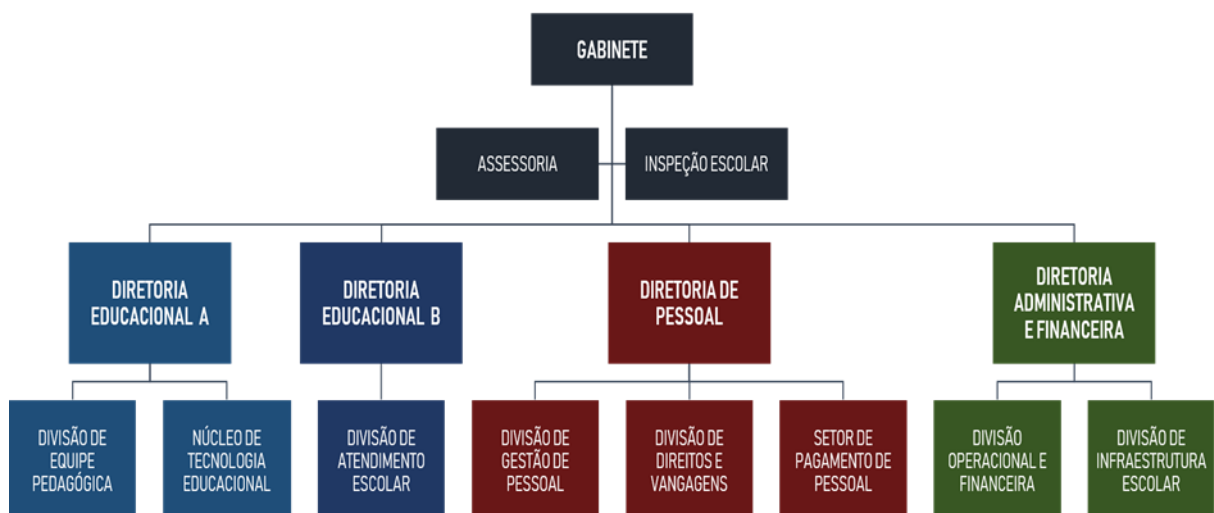 GABINETE
ASSESSORIA
INSPEÇÃO ESCOLAR
DIRETORIA
EDUCACIONAL A
DIRETORIA
EDUCACIONAL B
DIRETORIA DE
PESSOAL
DIRETORIA
ADMINISTRATIVA
E FINANCEIRA
DIVISÃO DE
EQUIPE
PEDAGÓGICA
NÚCLEO DE
TECNOLOGIA
EDUCACIONAL
DIVISÃO DE
ATENDIMENTO
ESCOLAR
DIVISÃO DE
GESTÃO DE
PESSOAL
DIVISÃO DE
DIREITOS E
VANGAGENS
SETOR DE
PAGAMENTO DE
PESSOAL
DIVISÃO
OPERACIONAL E
FINANCEIRA
DIVISÃO DE
INFRAESTRUTURA
ESCOLAR